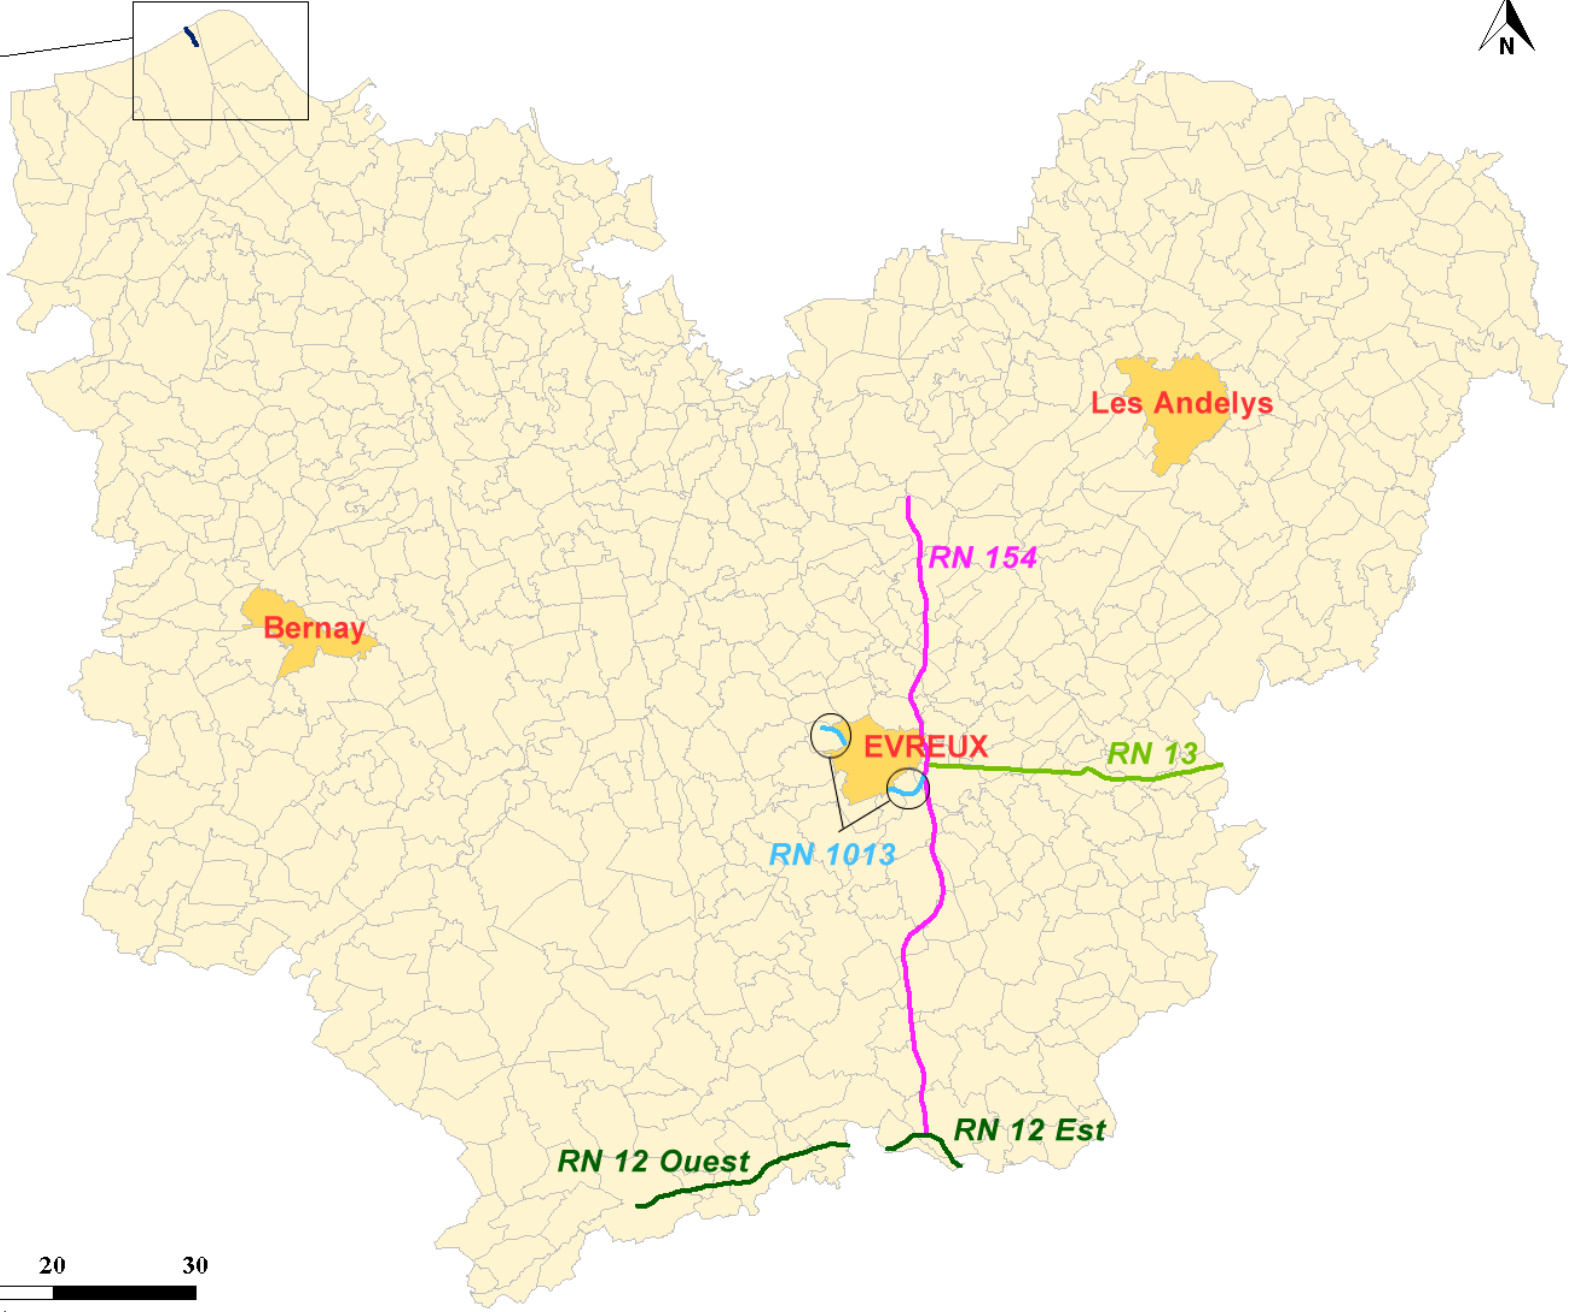 N
Les Andelys
RN 154
Bernay
EVREUX
RN 13
RN 1013
RN 12 Est
RN 12 Ouest
20 30